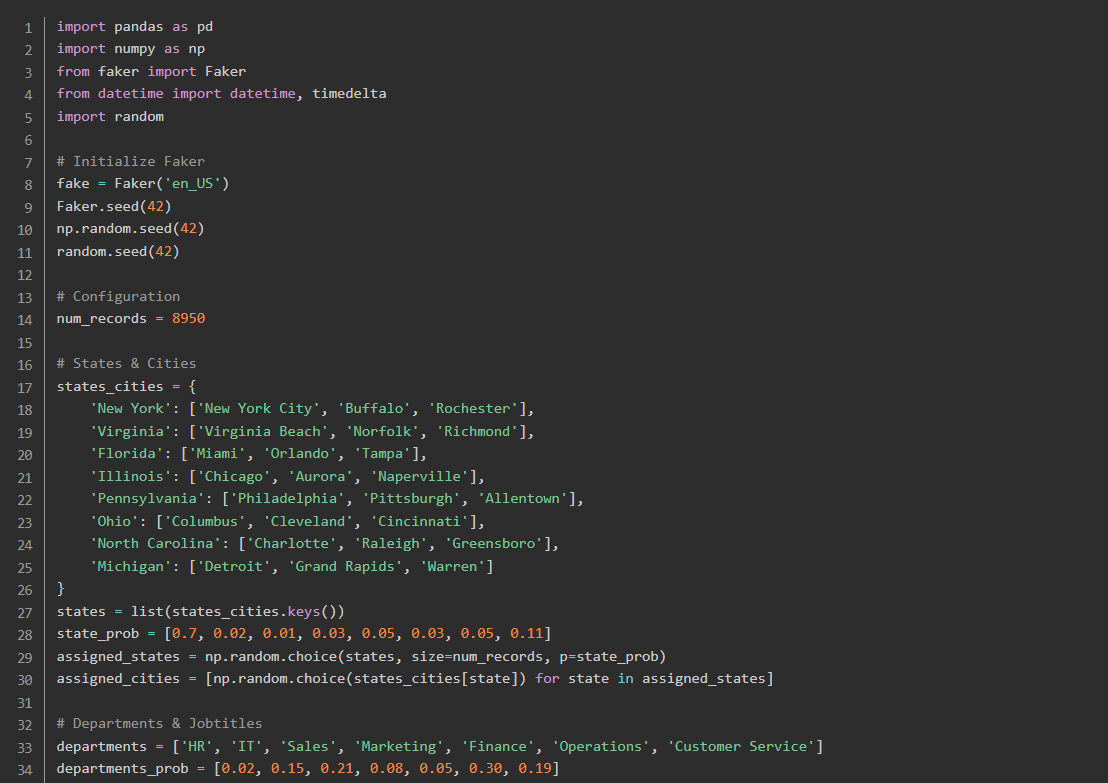 1 import pandas as pd
2 import numpy as np
3 from faker import Faker
4 from datetime import datetime, timedelta
5 import random
6
7 # Initialize Faker
8 fake = Faker('en_US')
9 Faker.seed(42)
10 np.random.seed(42)
11 random.seed(42)
12
13 # Configuration
14 num_records = 8950
15
16 # States & Cities
17 states_cities = {
18     'New York': ['New York City', 'Buffalo', 'Rochester'],
19     'Virginia': ['Virginia Beach', 'Norfolk', 'Richmond'],
20     'Florida': ['Miami', 'Orlando', 'Tampa'],
21     'Illinois': ['Chicago', 'Aurora', 'Naperville'],
22     'Pennsylvania': ['Philadelphia', 'Pittsburgh', 'Allentown'],
23     'Ohio': ['Columbus', 'Cleveland', 'Cincinnati'],
24     'North Carolina': ['Charlotte', 'Raleigh', 'Greensboro'],
25     'Michigan': ['Detroit', 'Grand Rapids', 'Warren']
26 }
27 states = list(states_cities.keys())
28 state_prob = [0.7, 0.02, 0.01, 0.03, 0.05, 0.03, 0.05, 0.11]
29 assigned_states = np.random.choice(states, size=num_records, p=state_prob)
30 assigned_cities = [np.random.choice(states_cities[state]) for state in assigned_states]
31
32 # Departments & Jobtitles
33 departments = ['HR', 'IT', 'Sales', 'Marketing', 'Finance', 'Operations', 'Customer Service']
34 departments_prob = [0.02, 0.15, 0.21, 0.08, 0.05, 0.30, 0.19]